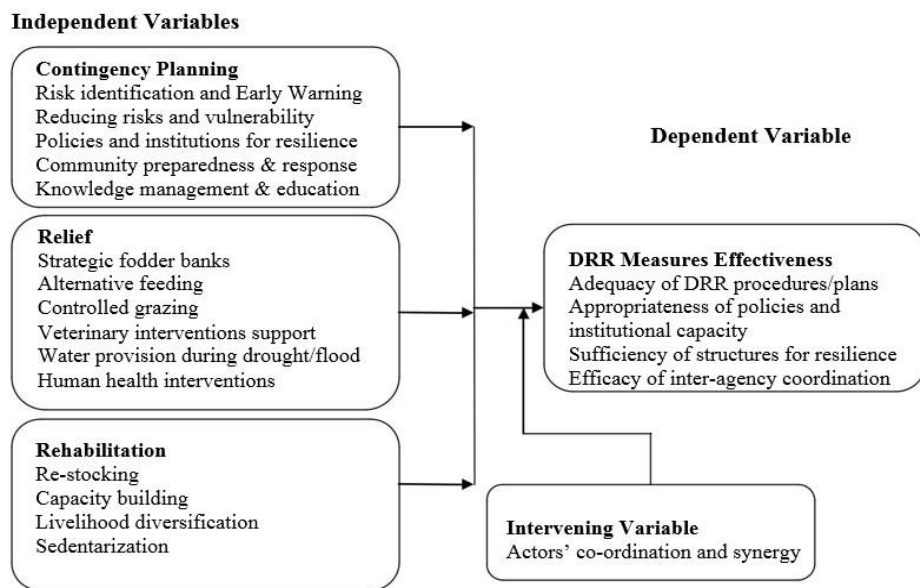 Independent Variables
Contingency Planning
Risk identification and Early Warning
Reducing risks and vulnerability
Policies and institutions for resilience
Community preparedness & response
Knowledge management & education
Relief
Strategic fodder banks
Alternative feeding
Controlled grazing
Veterinary interventions support
Water provision during drought/flood
Human health interventions
Rehabilitation
Re-stocking
Capacity building
Livelihood diversification
Sedentarization
Dependent Variable
DRR Measures Effectiveness
Adequacy of DRR procedures/plans
Appropriateness of policies and
institutional capacity
Sufficiency of structures for resilience
Efficacy of inter-agency coordination
Intervening Variable
Actors' co-ordination and synergy